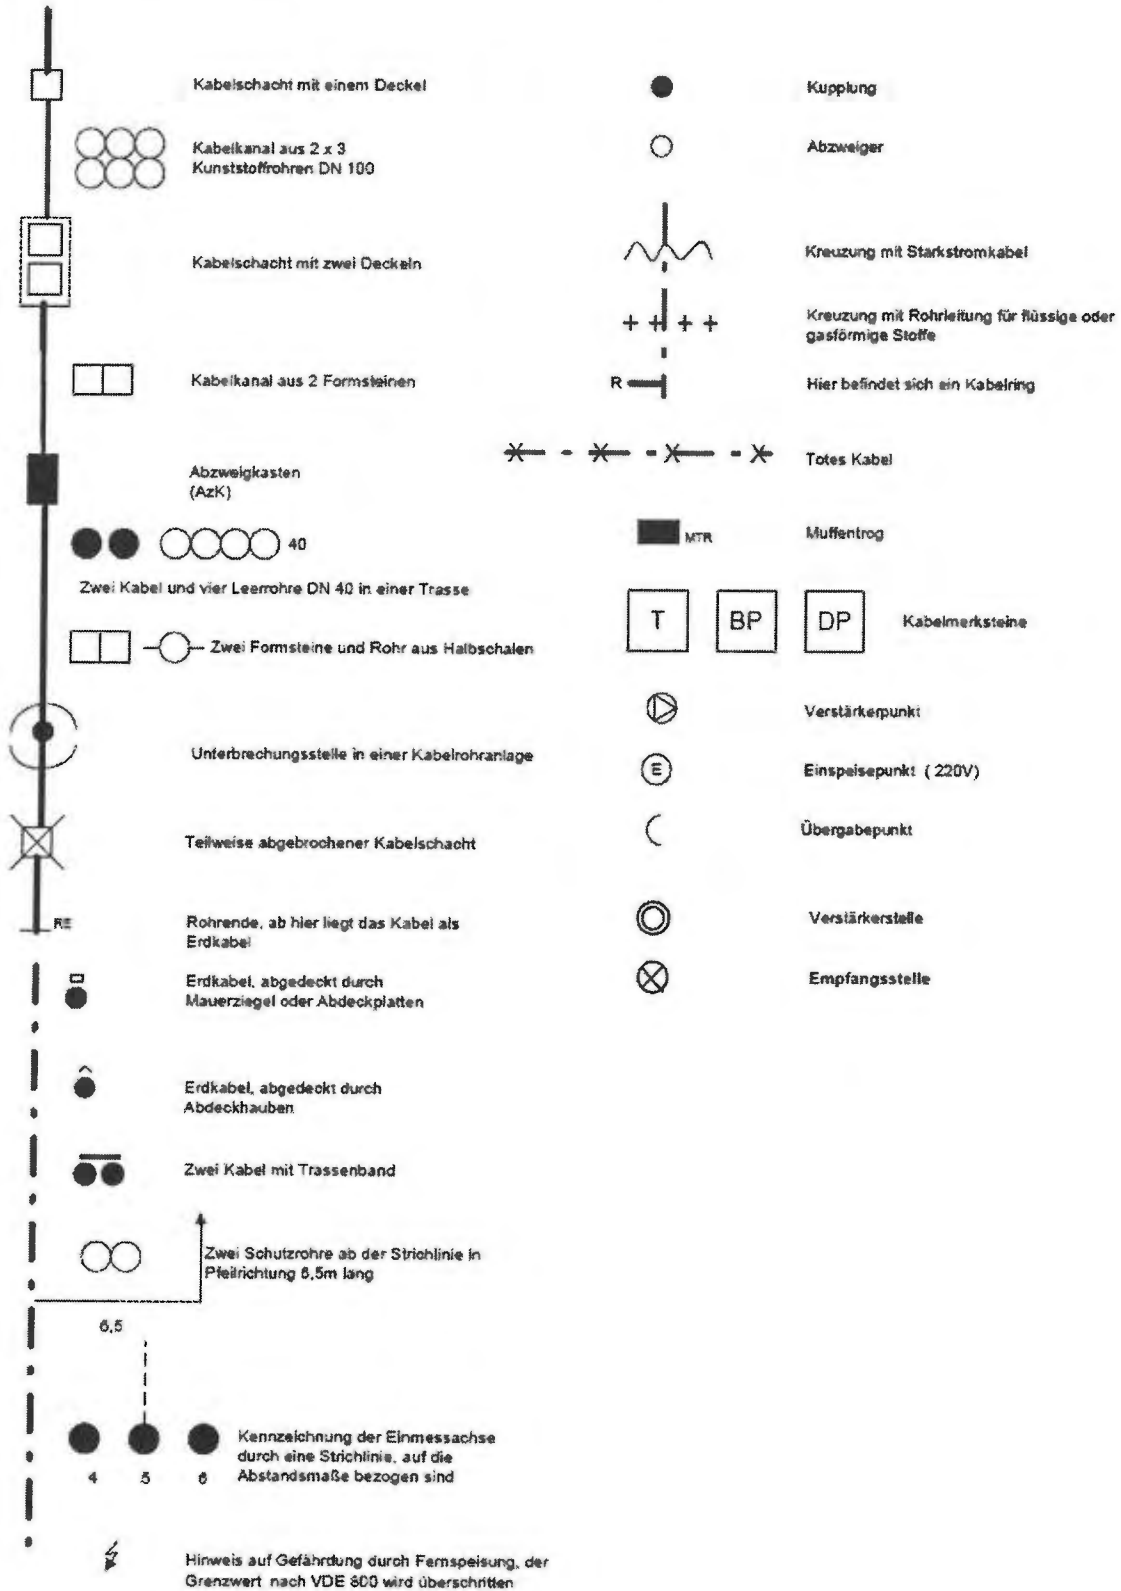 Kabelschacht mit einem Deckel
Kabelkanal aus 2 x 3
Kunststoffrohren DN 100
Kabelschacht mit zwei Deckeln
Kabelkanal aus 2 Formsteinen
Abzweigkasten
(AzK)
40
Zwei Kabel und vier Leerrohre DN 40 in einer Trasse
Zwei Formsteine und Rohr aus Halbschalen
Unterbrechungsstelle in einer Kabelrohranlage
Teilweise abgebrochener Kabelschacht
RE
Rohrende, ab hier liegt das Kabel als
Erdkabel
Erdkabel, abgedeckt durch
Mauerziegel oder Abdeckplatten
Erdkabel, abgedeckt durch
Abdeckhauben
Zwei Kabel mit Trassenband
Zwei Schutzrohre ab der Strichlinie in
Pfeilrichtung 6,5m lang
6,5
Kennzeichnung der Einmessachse
durch eine Strichlinie, auf die
Abstandsmaße bezogen sind
4 5 6
Hinweis auf Gefährdung durch Fernspeisung, der
Grenzwert nach VDE 800 wird überschritten
Kupplung
Abzweiger
Kreuzung mit Starkstromkabel
Kreuzung mit Rohrleitung für flüssige oder
gasförmige Stoffe
R
Hier befindet sich ein Kabelring
Totes Kabel
MTR
Muffentrog
T BP DP
Kabelmerksteine
Verstärkerpunkt
E
Einspeisepunkt ( 220V)
Übergabepunkt
Verstärkerstelle
Empfangsstelle